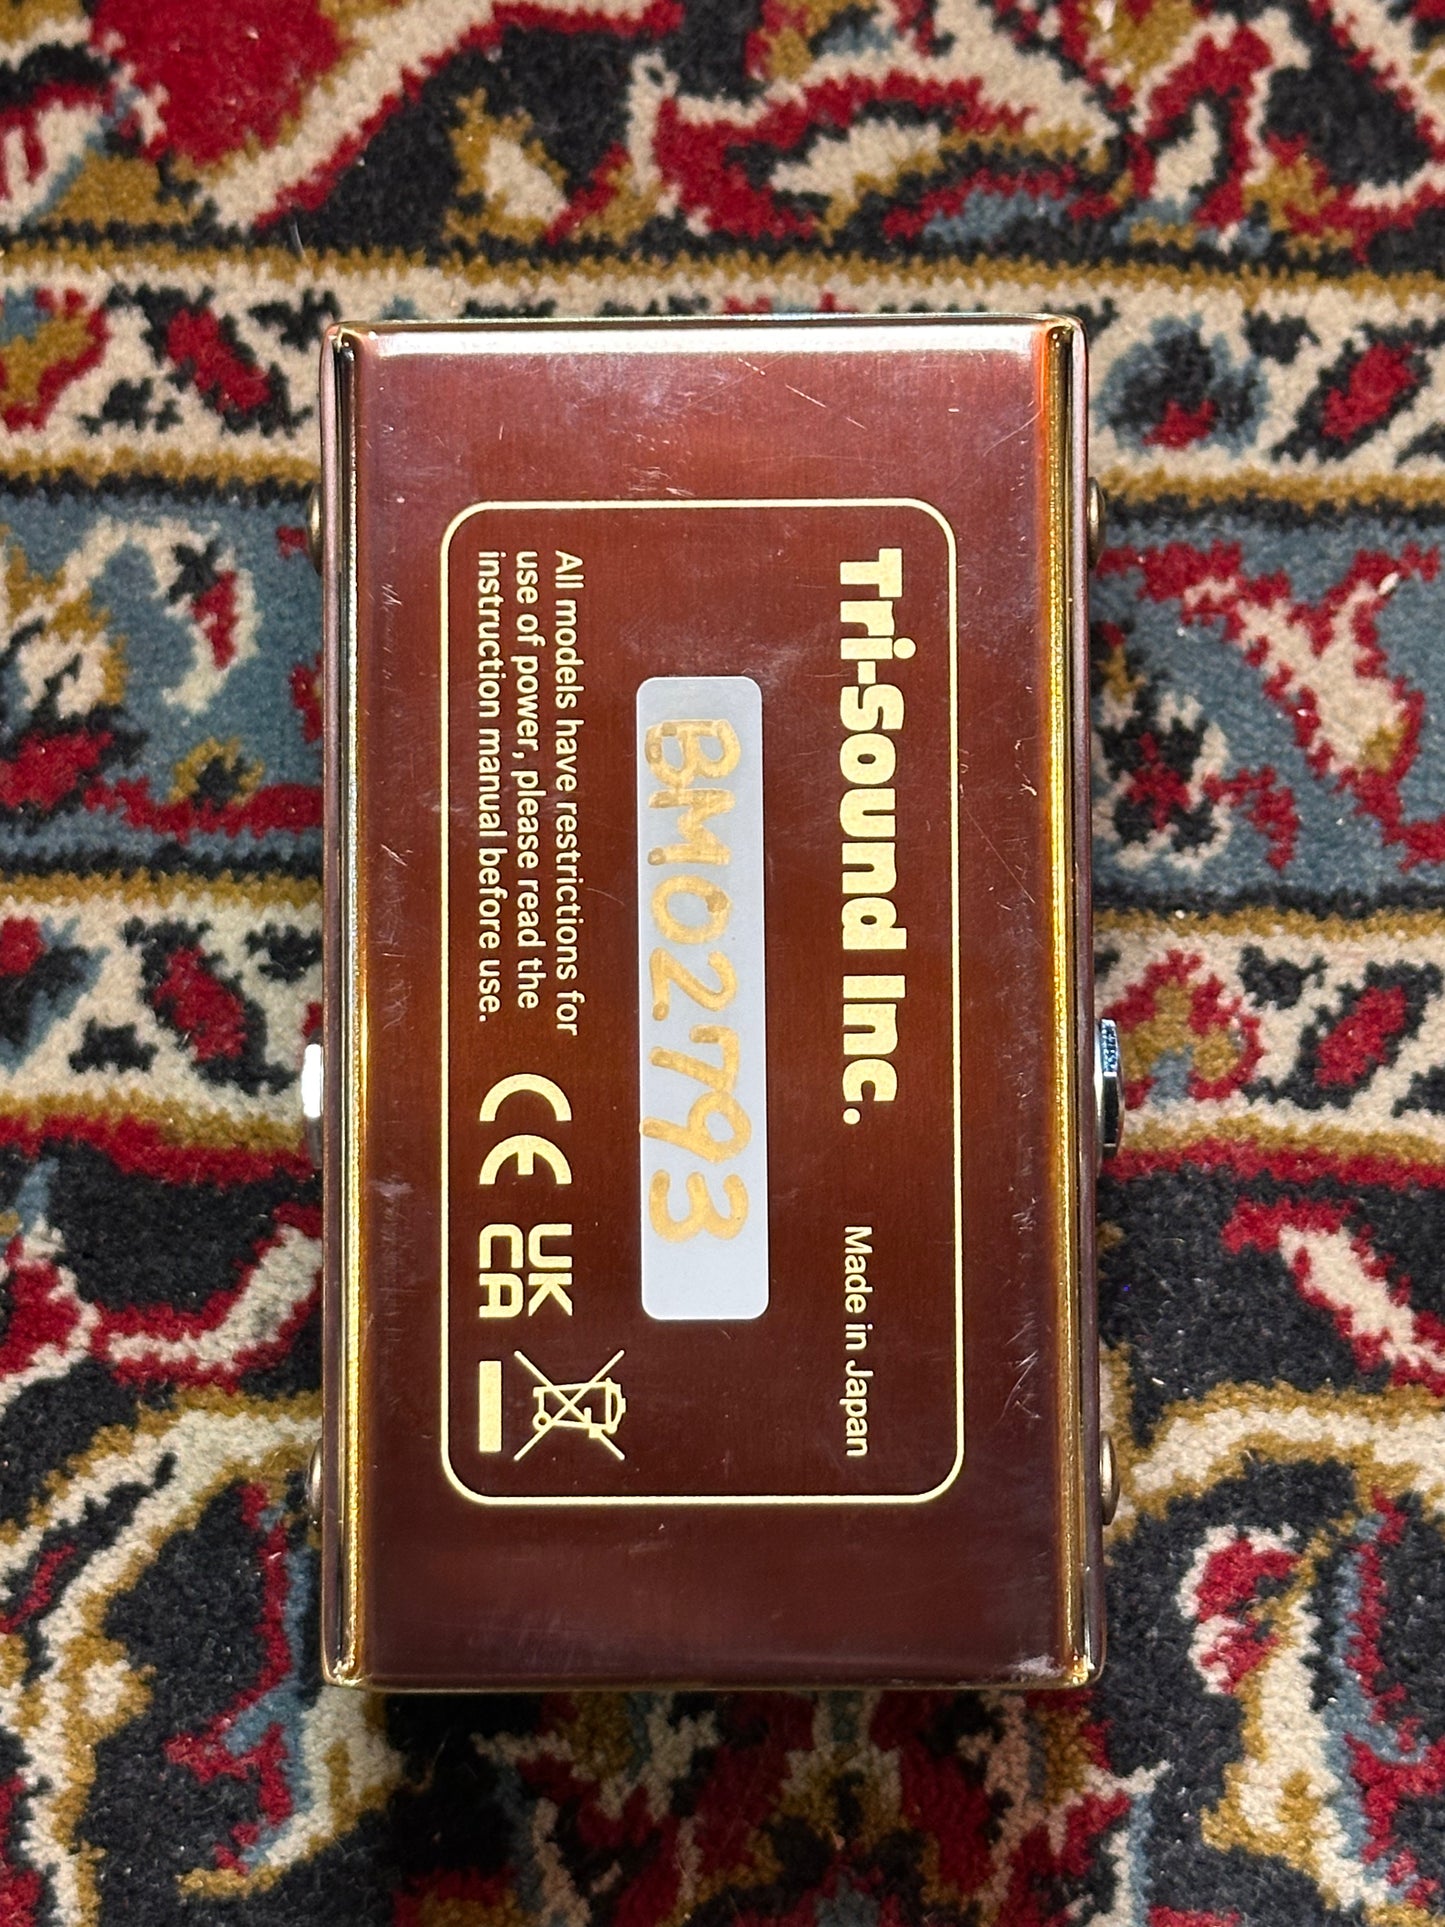 Tri-Sound Inc.
Made in Japan
BM02793
All models have restrictions for
use of power, please read the
instruction manual before use.
CE
UK
CA